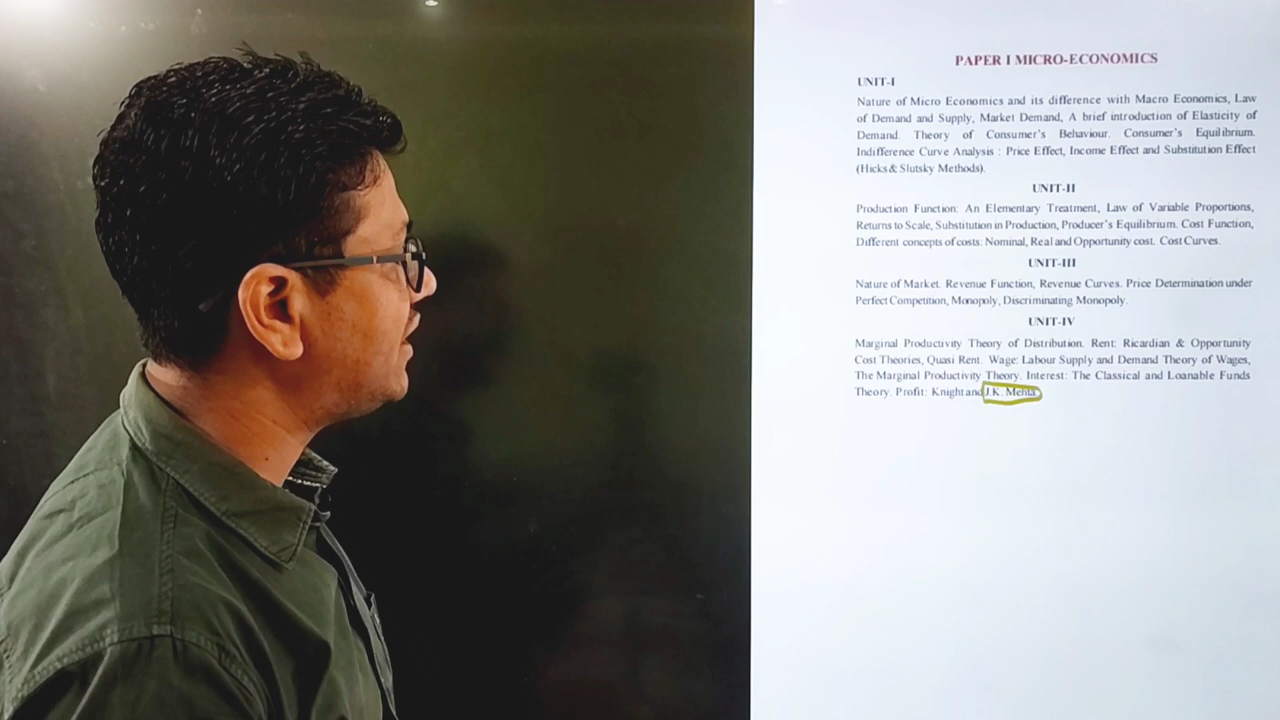 PAPER I MICRO-ECONOMICS
UNIT-I
Nature of Micro Economics and its difference with Macro Economics, Law
of Demand and Supply, Market Demand, A brief introduction of Elasticity of
Demand. Theory of Consumer's Behaviour. Consumer's Equilibrium.
Indifference Curve Analysis : Price Effect, Income Effect and Substitution Effect
(Hicks & Slutsky Methods).
UNIT-II
Production Function: An Elementary Treatment, Law of Variable Proportions,
Returns to Scale, Substitution in Production, Producer's Equilibrium. Cost Function,
Different concepts of costs: Nominal, Real and Opportunity cost. Cost Curves.
UNIT-III
Nature of Market. Revenue Function, Revenue Curves. Price Determination under
Perfect Competition, Monopoly, Discriminating Monopoly.
UNIT-IV
Marginal Productivity Theory of Distribution. Rent: Ricardian & Opportunity
Cost Theories, Quasi Rent. Wage: Labour Supply and Demand Theory of Wages,
The Marginal Productivity Theory. Interest: The Classical and Loanable Funds
Theory. Profit: Knight and J.K. Mehta